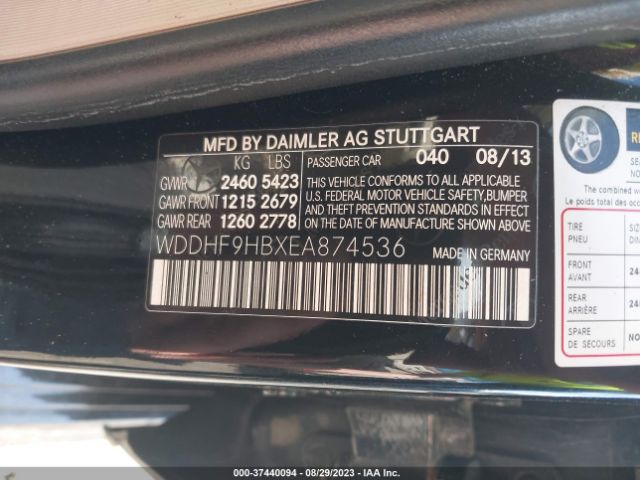 MFD BY DAIMLER AG STUTTGART
KG LBS
GVWR 2460 5423
GAWR FRONT 1215 2679
GAWR REAR 1260 2778
PASSENGER CAR 040 08/13
THIS VEHICLE CONFORMS TO ALL APPLICABLE
U.S. FEDERAL MOTOR VEHICLE SAFETY,BUMPER
AND THEFT PREVENTION STANDARDS IN EFFECT
ON THE DATE OF MANUFACTURE SHOWN ABOVE
WDDHF9HBXEA874536
MADE IN GERMANY
The combined
Le poids total
TIRE
PNEU
FRONT
AVANT
REAR
ARRIÈRE
SPARE
DE SECOURS
000-37440094 - 08/29/2023 - IAA Inc.